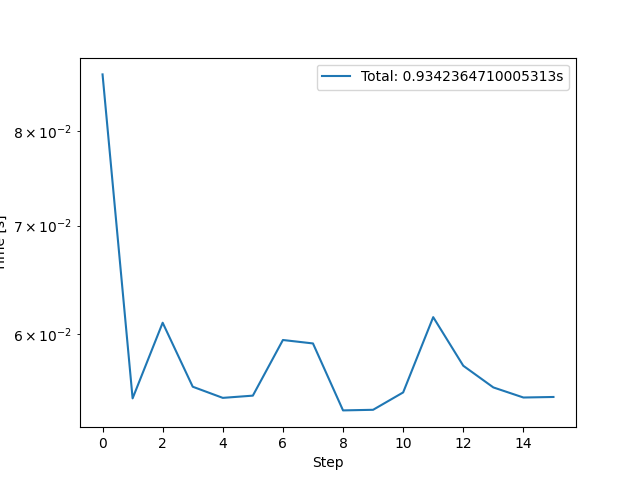 Total: 0.9342364710005313s
8 × 10⁻²
7 × 10⁻²
6 × 10⁻²
[s]
0 2 4 6 8 10 12 14
Step